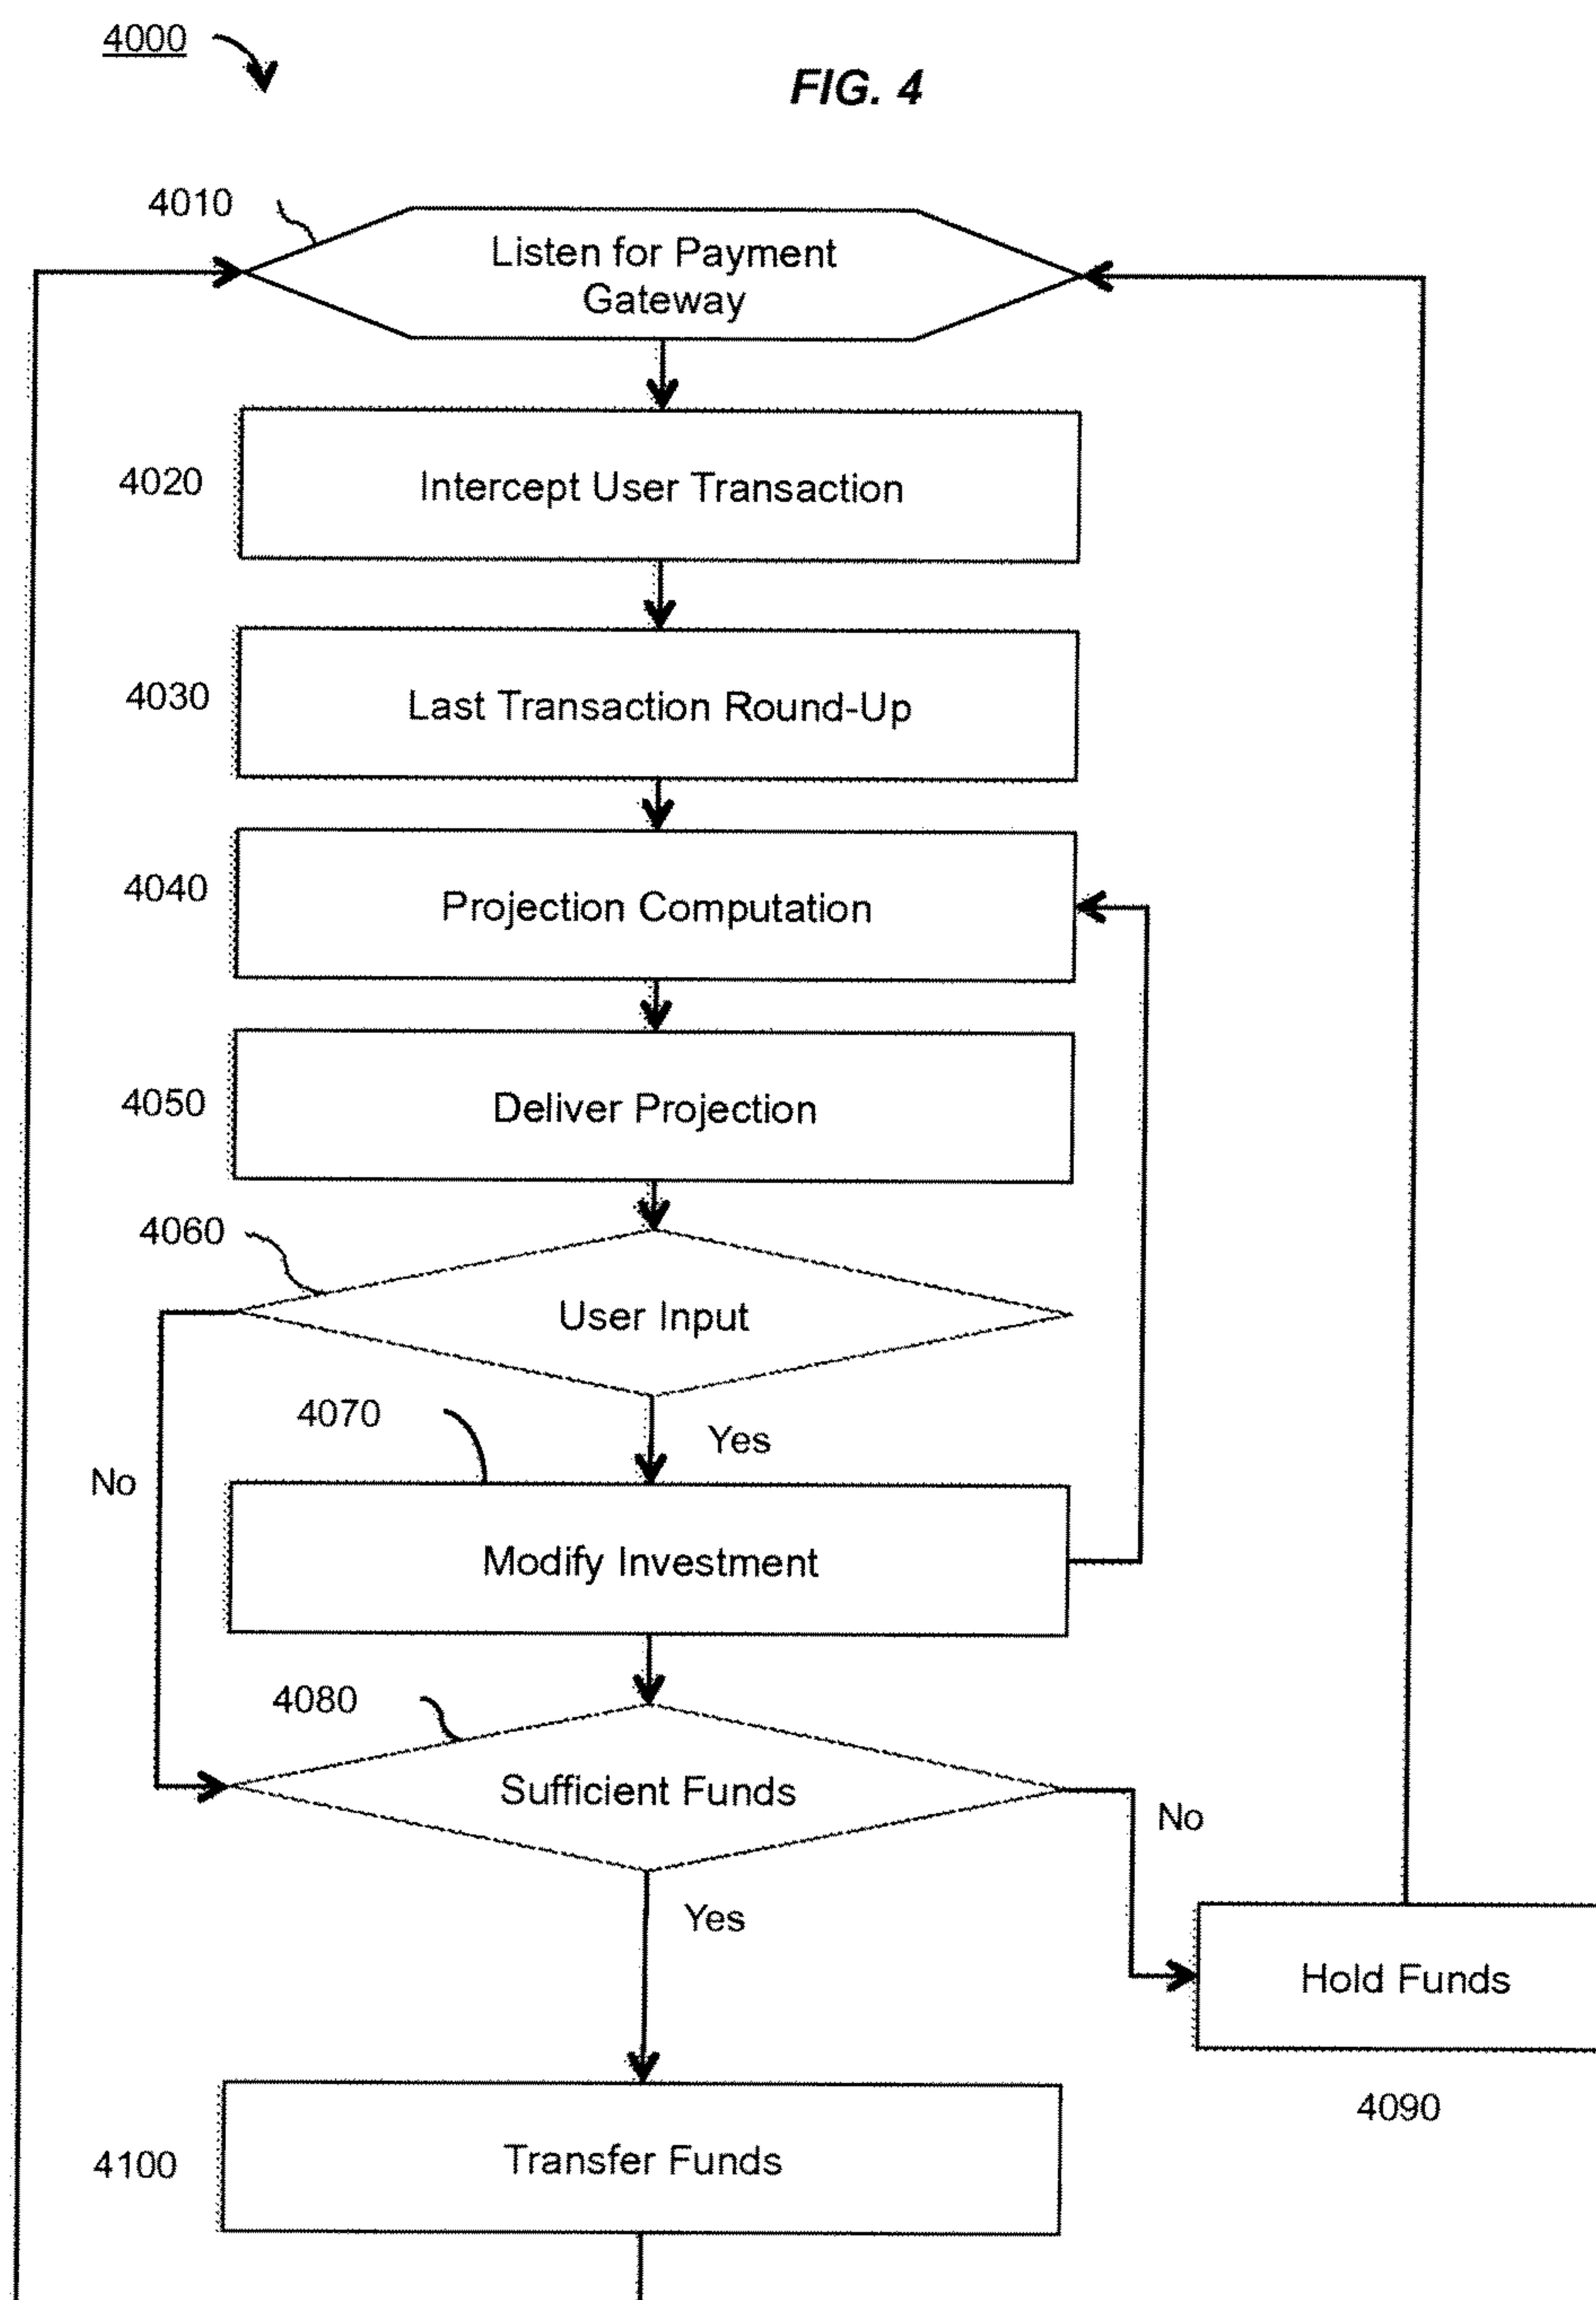 4000
FIG. 4
4010
Listen for Payment
Gateway
4020
Intercept User Transaction
4030
Last Transaction Round-Up
4040
Projection Computation
4050
Deliver Projection
4060
User Input
4070
Yes
No
Modify Investment
4080
Sufficient Funds
No
Yes
Hold Funds
4090
4100
Transfer Funds